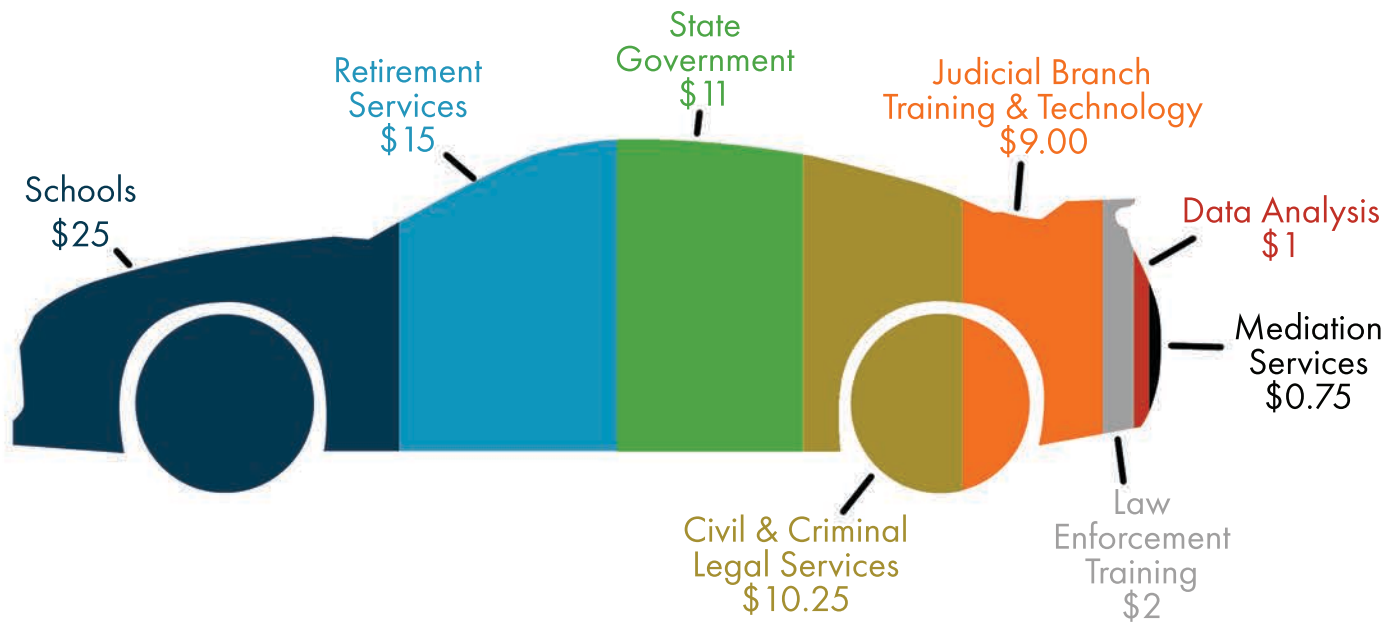 Schools
$25
Retirement
Services
$15
State
Government
$11
Judicial Branch
Training & Technology
$9.00
Data Analysis
$1
Mediation
Services
$0.75
Law
Enforcement
Training
$2
Civil & Criminal
Legal Services
$10.25